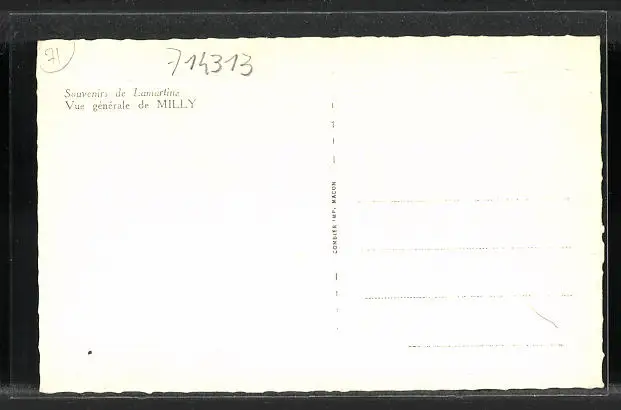 71
714313
Souvenirs de Lamartine
Vue générale de MILLY
COMBIER IMP. MACON